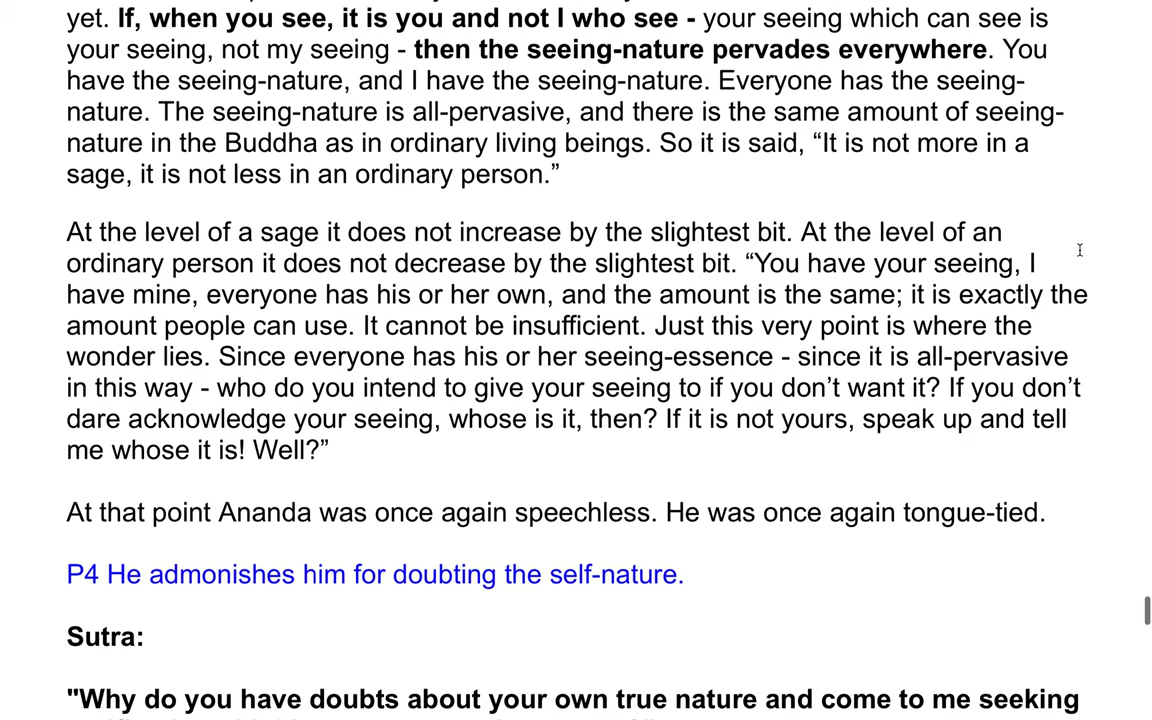 yet. If, when you see, it is you and not I who see - your seeing which can see is
your seeing, not my seeing - then the seeing-nature pervades everywhere. You
have the seeing-nature, and I have the seeing-nature. Everyone has the seeing-
nature. The seeing-nature is all-pervasive, and there is the same amount of seeing-
nature in the Buddha as in ordinary living beings. So it is said, “It is not more in a
sage, it is not less in an ordinary person.”
At the level of a sage it does not increase by the slightest bit. At the level of an
ordinary person it does not decrease by the slightest bit. “You have your seeing, I
have mine, everyone has his or her own, and the amount is the same; it is exactly the
amount people can use. It cannot be insufficient. Just this very point is where the
wonder lies. Since everyone has his or her seeing-essence - since it is all-pervasive
in this way - who do you intend to give your seeing to if you don’t want it? If you don’t
dare acknowledge your seeing, whose is it, then? If it is not yours, speak up and tell
me whose it is! Well?”
At that point Ananda was once again speechless. He was once again tongue-tied.
P4 He admonishes him for doubting the self-nature.
Sutra:
"Why do you have doubts about your own true nature and come to me seeking